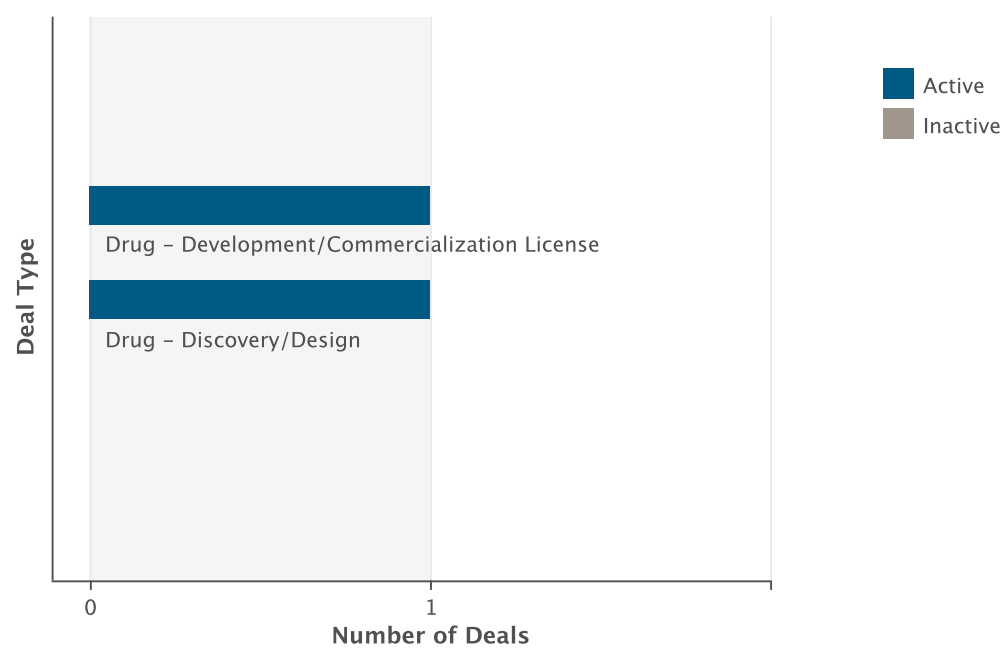 Active
Inactive
Drug – Development/Commercialization License
Drug – Discovery/Design
Deal Type
0
1
Number of Deals